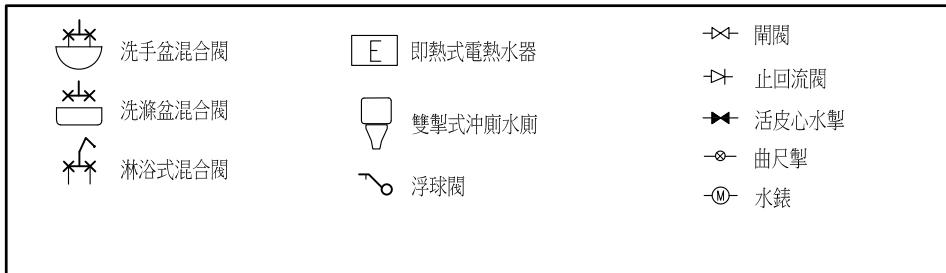 洗手盆混合閥
洗滌盆混合閥
淋浴式混合閥
E 即熱式電熱水器
雙掣式沖廁水廁
浮球閥
閘閥
止回流閥
活皮心水掣
曲尺掣
M 水錶